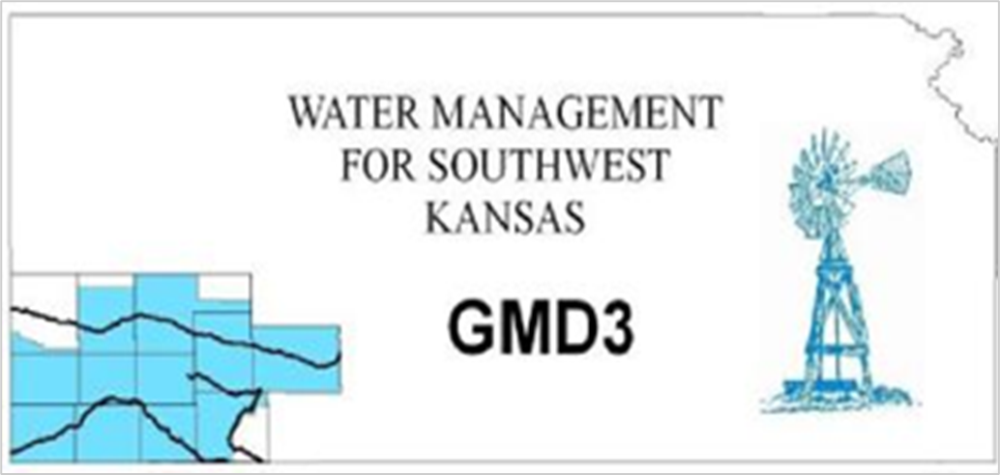 WATER MANAGEMENT
FOR SOUTHWEST
KANSAS
GMD3